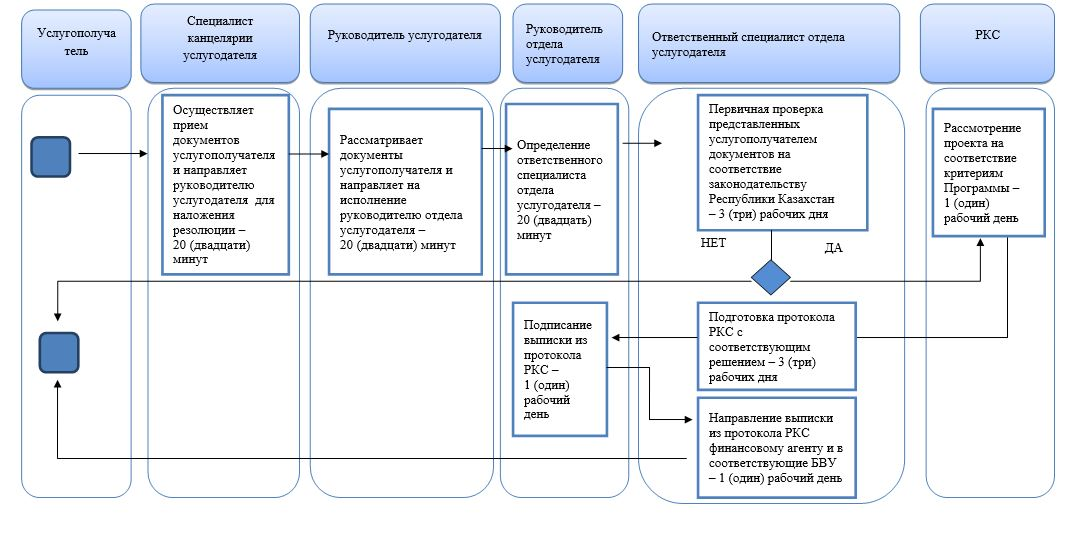 Услугополуча
тель
Специалист
канцелярии
услугодателя
Руководитель услугодателя
Руководитель
отдела
услугодателя
Ответственный специалист отдела
услугодателя
РКС
Осуществляет
прием
документов
услугополучателя
и направляет
руководителю
услугодателя для
наложения
резолюции –
20 (двадцати)
минут
Рассматривает
документы
услугополучателя и
направляет на
исполнение
руководителю отдела
услугодателя –
20 (двадцати) минут
Определение
ответственного
специалиста
отдела
услугодателя –
20 (двадцать)
минут
Первичная проверка
представленных
услугополучателем
документов на
соответствие
законодательству
Республики Казахстан
– 3 (три) рабочих дня
Рассмотрение
проекта на
соответствие
критериям
Программы –
1 (один)
рабочий день
НЕТ
ДА
Подписание
выписки из
протокола
РКС –
1 (один)
рабочий
день
Подготовка протокола
РКС с
соответствующим
решением – 3 (три)
рабочих дня
Направление выписки
из протокола РКС
финансовому агенту и в
соответствующие БВУ
– 1 (один) рабочий день